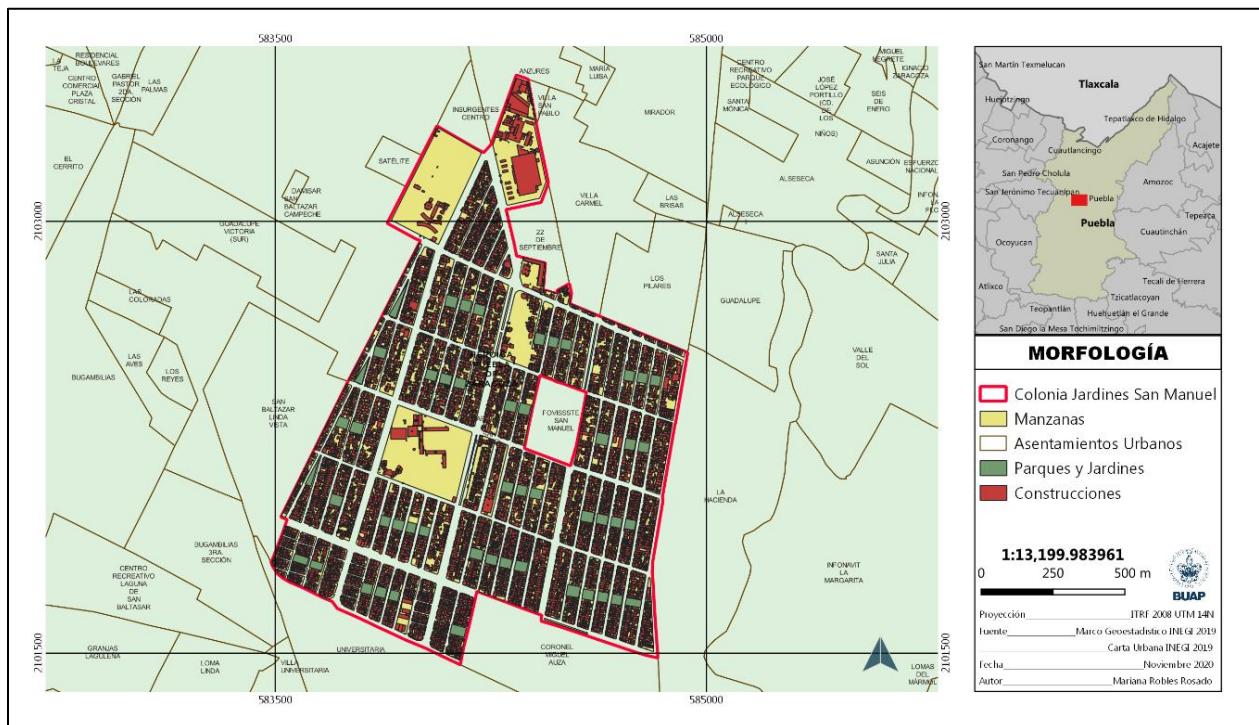 583500
585000
2103000
2101500
LA
TEJA
RESIDENCIAL
BOULEVARES
CENTRO
COMERCIAL
PLAZA
CRISTAL
GABRIEL
PASTOR
2DA.
SECCIÓN
LAS
PALMAS
EL
CERRITO
SATÉLITE
INSURGENTES
CENTRO
ANZURES
VILLA
SAN
PABLO
MARÍA
LUISA
MIRADOR
CENTRO
RECREATIVO
PARQUE
ECOLÓGICO
SANTA
MÓNICA
JOSÉ
LÓPEZ
PORTILLO
(CD.
DE
LOS
NIÑOS)
MIGUEL
NEGRETE
IGNACIO
ZARAGOZA
SEIS
DE
ENERO
ASUNCIÓN
ESFUERZO
NACIONAL
ALSESECA
ALSESECA
DAMISAR
SAN
BALTAZAR
CAMPECHE
GUADALUPE
VICTORIA
(SUR)
VILLA
CARMEL
LAS
BRISAS
22
DE
SEPTIEMBRE
LOS
PILARES
SANTA
JULIA
GUADALUPE
LAS
COLORADAS
LAS
AVES
LOS
REYES
BUGAMBILIAS
SAN
BALTAZAR
LINDA
VISTA
FOVISSSTE
SAN
MANUEL
VALLE
DEL
SOL
LA
HACIENDA
BUGAMBILIAS
3RA.
SECCIÓN
CENTRO
RECREATIVO
LAGUNA
DE
SAN
BALTASAR
INFONAVIT
LA
MARGARITA
GRANJAS
LAGULEÑA
LOMA
LINDA
VILLA
UNIVERSITARIA
UNIVERSITARIA
CORONEL
MIGUEL
AUZA
LOMAS
DEL
MÁRMOL
583500
585000
2103000
2101500
San Martín Texmelucan
Tlaxcala
Huejotzingo
Tepatlaxco de Hidalgo
Coronango
Cuautlancingo
Acajete
San Pedro Cholula
Amozoc
San Jerónimo Tecuanipan
Puebla
Puebla
Tepeaca
Cuautinchán
Ocoyucan
Tecali de Herrera
Atlixco
Tzicatlacoyan
Teopantlán
Huehuetlán el Grande
San Diego la Mesa Tochimiltzingo
MORFOLOGÍA
Colonia Jardines San Manuel
Manzanas
Asentamientos Urbanos
Parques y Jardines
Construcciones
1:13,199.983961
0 250 500 m
BUAP
Proyección ITRF 2008 UTM 14N
Fuente Marco Geoestadístico INEGI 2019
Carta Urbana INEGI 2019
Fecha Noviembre 2020
Autor Mariana Robles Rosado